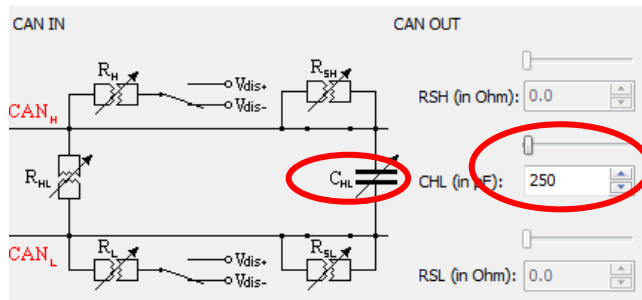 CAN IN
CAN OUT
RH
Vdis+
Vdis-
RSH
RSH (in Ohm): 0.0
CANH
RHL
CHL
CHL (in pF): 250
CANL
RL
Vdis+
Vdis-
RSL
RSL (in Ohm): 0.0